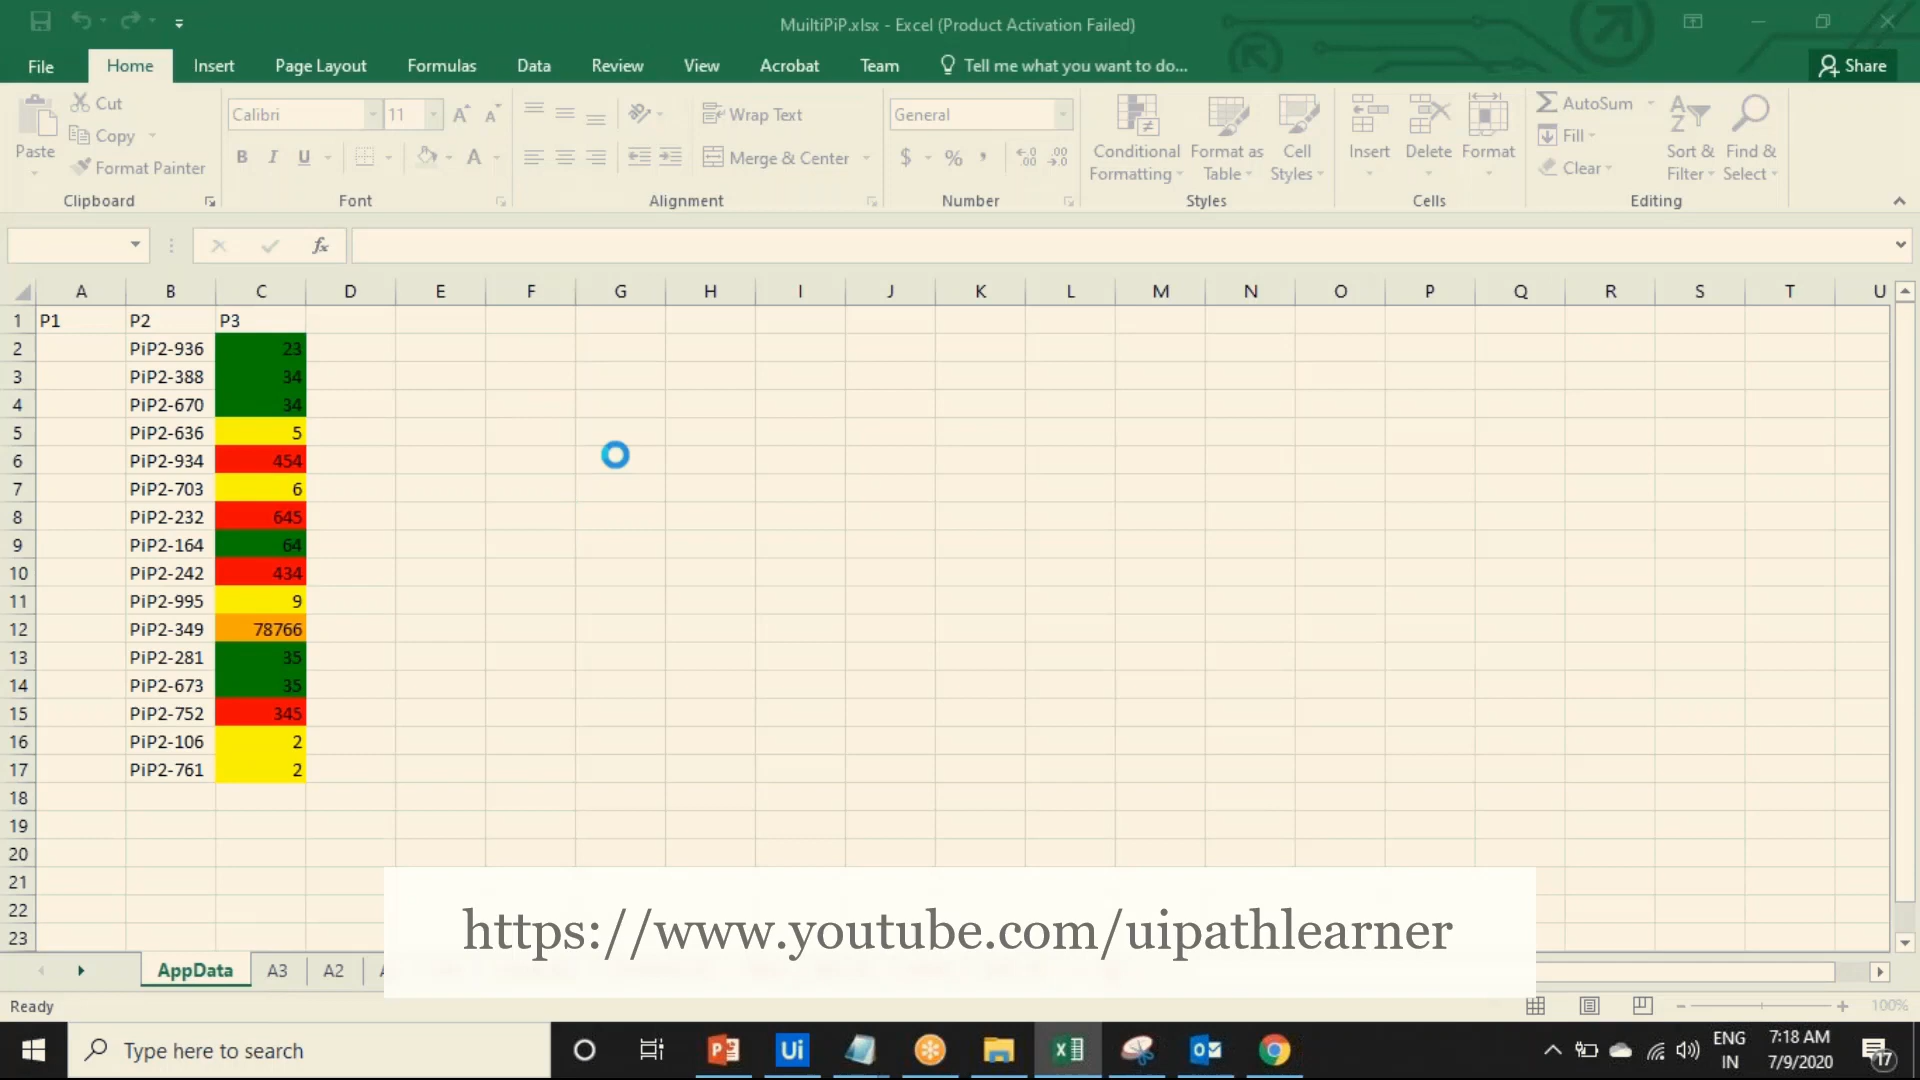 MuiltiPiP.xlsx - Excel (Product Activation Failed)
File Home Insert Page Layout Formulas Data Review View Acrobat Team Tell me what you want to do... Share
Paste Cut Copy Format Painter
Calibri 11 A A
B I U A
Wrap Text
Merge & Center
General
$ % , .00 .0
Conditional Formatting Format as Table Cell Styles
Insert Delete Format
AutoSum Fill Clear
Sort & Filter Find & Select
Clipboard Font Alignment Number Styles Cells Editing
fx
A B C D E F G H I J K L M N O P Q R S T U
1 P1 P2 P3
2 PiP2-936 23
3 PiP2-388 34
4 PiP2-670 34
5 PiP2-636 5
6 PiP2-934 454
7 PiP2-703 6
8 PiP2-232 645
9 PiP2-164 64
10 PiP2-242 434
11 PiP2-995 9
12 PiP2-349 78766
13 PiP2-281 35
14 PiP2-673 35
15 PiP2-752 345
16 PiP2-106 2
17 PiP2-761 2
18
19
20
21
22
23
https://www.youtube.com/uipathlearner
AppData A3 A2
Ready 100%
Type here to search
Ui
ENG
IN
7:18 AM
7/9/2020
17